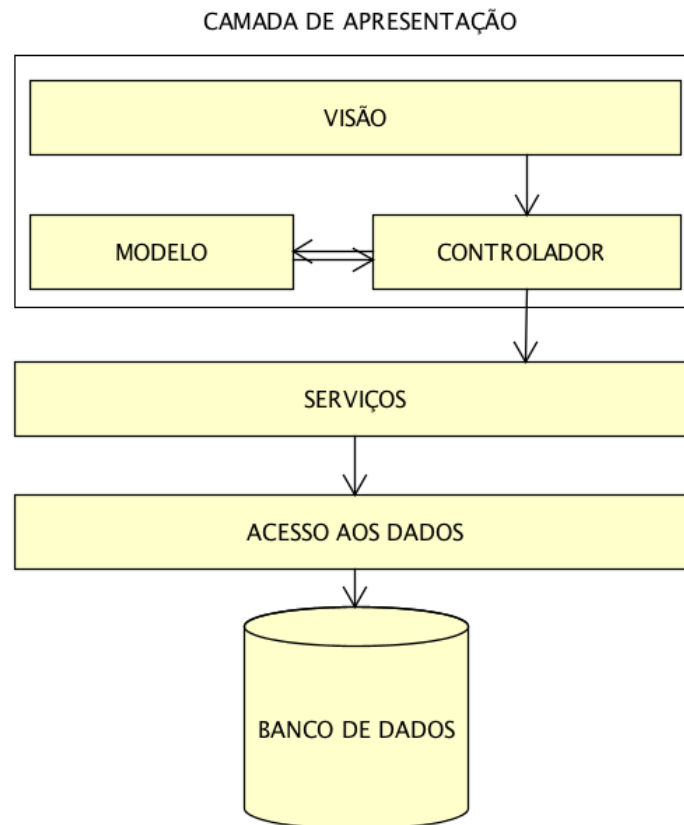 CAMADA DE APRESENTAÇÃO
VISÃO
MODELO
CONTROLADOR
SERVIÇOS
ACESSO AOS DADOS
BANCO DE DADOS